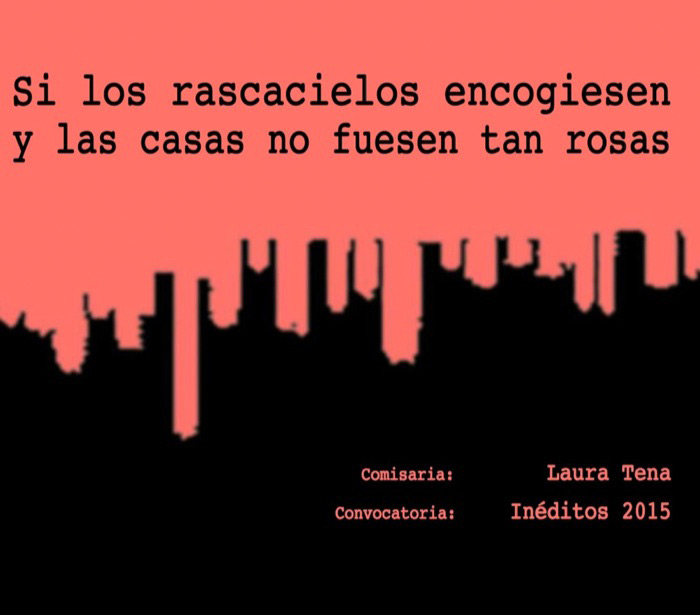 Si los rascacielos encogiesen
y las casas no fuesen tan rosas
Comisaria: Laura Tena
Convocatoria: Inéditos 2015